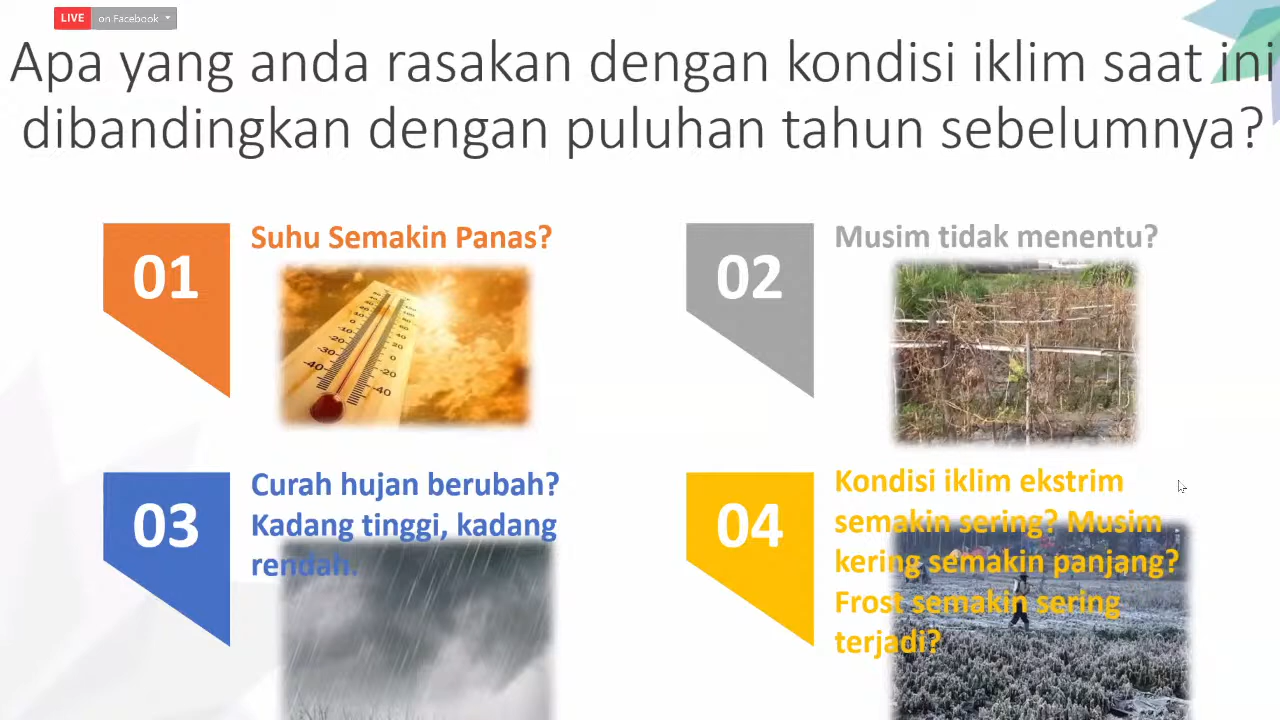 LIVE on Facebook
Apa yang anda rasakan dengan kondisi iklim saat ini
dibandingkan dengan puluhan tahun sebelumnya?
01
Suhu Semakin Panas?
02
Musim tidak menentu?
03
Curah hujan berubah?
Kadang tinggi, kadang
rendah.
04
Kondisi iklim ekstrim
semakin sering? Musim
kering semakin panjang?
Frost semakin sering
terjadi?